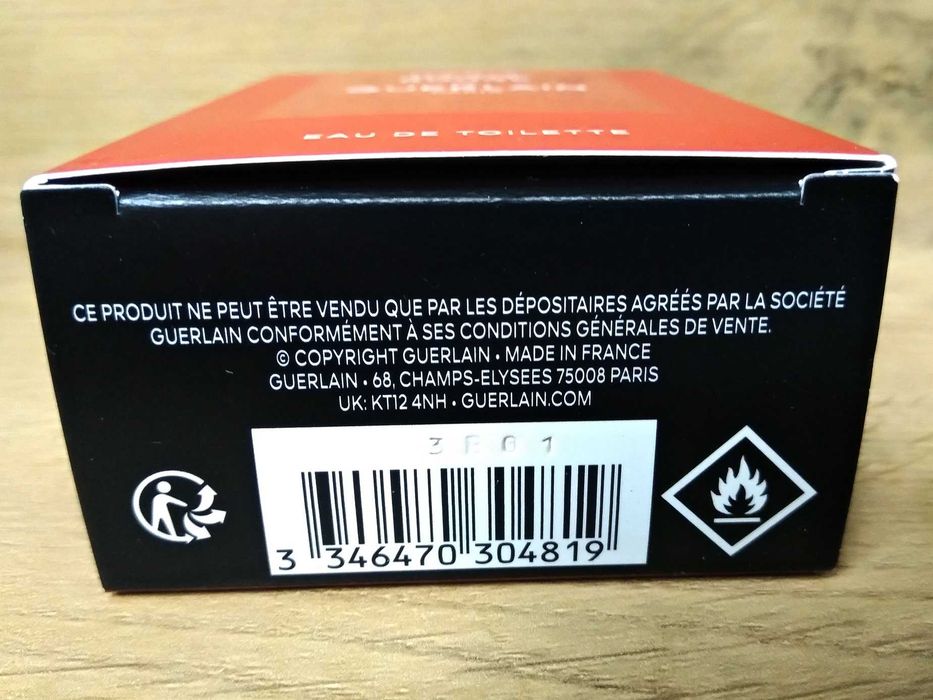 GUERLAIN
EAU DE TOILETTE
CE PRODUIT NE PEUT ÊTRE VENDU QUE PAR LES DÉPOSITAIRES AGRÉÉS PAR LA SOCIÉTÉ
GUERLAIN CONFORMÉMENT À SES CONDITIONS GÉNÉRALES DE VENTE.
© COPYRIGHT GUERLAIN • MADE IN FRANCE
GUERLAIN • 68, CHAMPS-ELYSEES 75008 PARIS
UK: KT12 4NH • GUERLAIN.COM
3 346470 304819